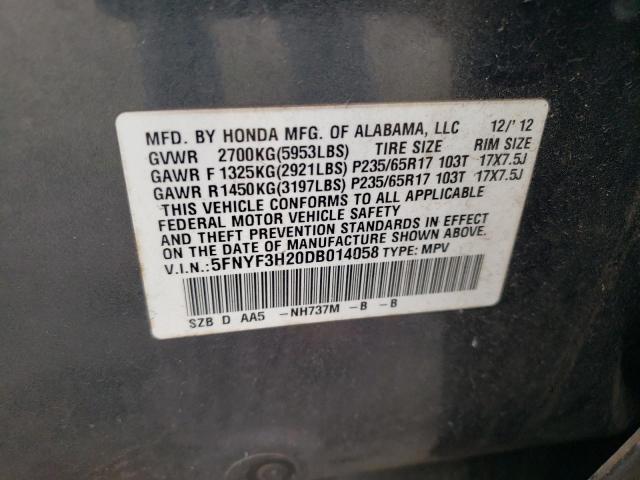 MFD. BY HONDA MFG. OF ALABAMA, LLC 12/'12
GVWR 2700KG(5953LBS) TIRE SIZE RIM SIZE
GAWR F 1325KG(2921LBS) P235/65R17 103T 17X7.5J
GAWR R 1450KG(3197LBS) P235/65R17 103T 17X7.5J
THIS VEHICLE CONFORMS TO ALL APPLICABLE
FEDERAL MOTOR VEHICLE SAFETY
AND THEFT PREVENTION STANDARDS IN EFFECT
ON THE DATE OF MANUFACTURE SHOWN ABOVE.
V.I.N.:5FNYF3H20DB014058 TYPE: MPV
SZB D AA5 -NH737M -B -B